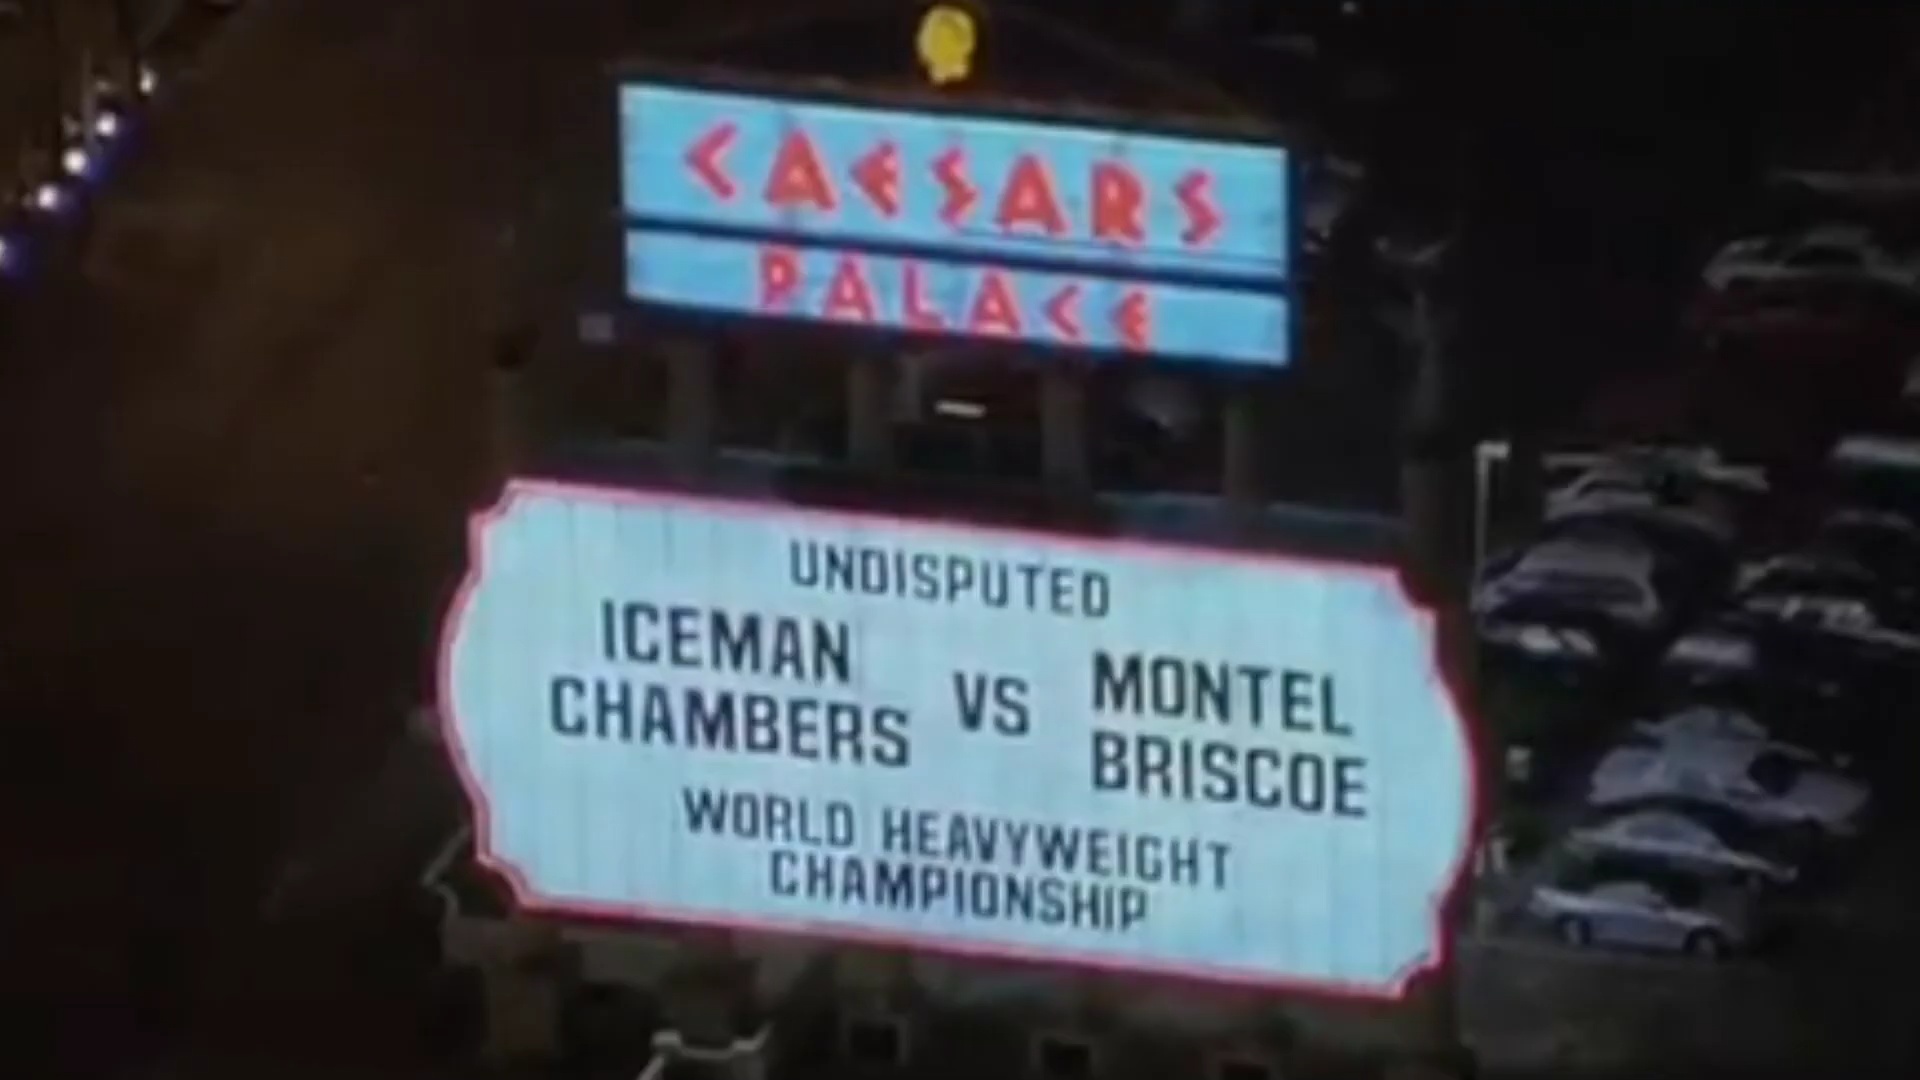 CAESARS
PALACE
UNDISPUTED
ICEMAN
CHAMBERS
VS
MONTEL
BRISCOE
WORLD HEAVYWEIGHT
CHAMPIONSHIP